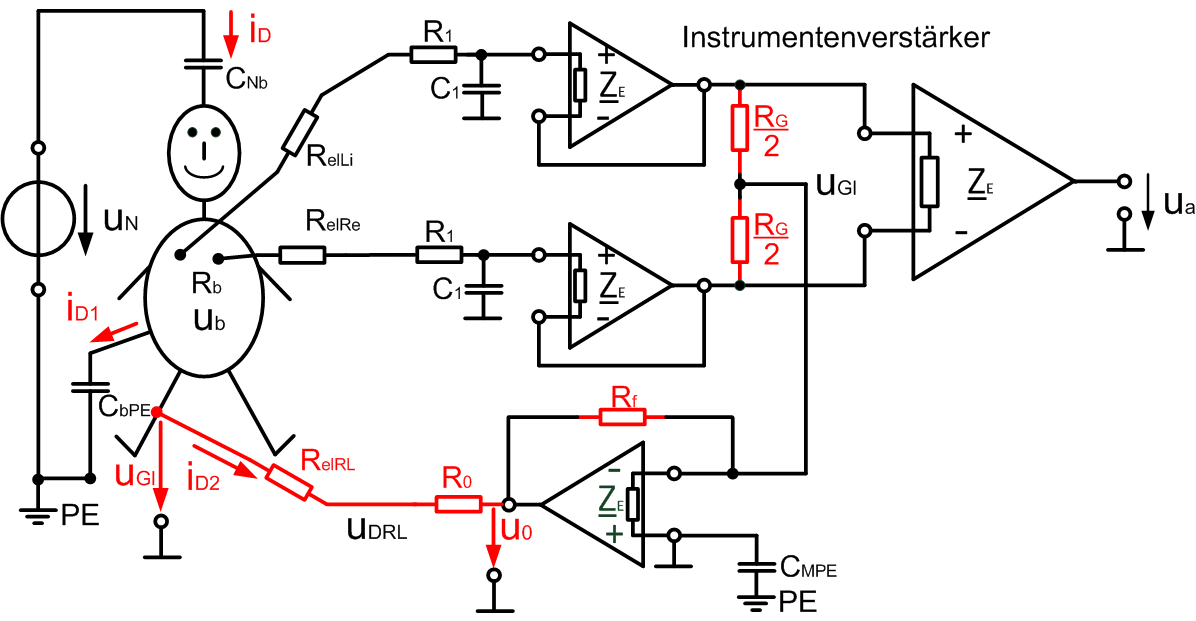 iD
CNb
R1
C1
+
ZE
-
Instrumentenverstärker
RG
2
RelLi
uN
RelRe
R1
C1
+
ZE
-
uGl
RG
2
+
ZE
-
ua
Rb
ub
iD1
CbPE
uGl
iD2
RelRL
R0
Rf
-
ZE
+
uDRL
u0
PE
CMPE
PE